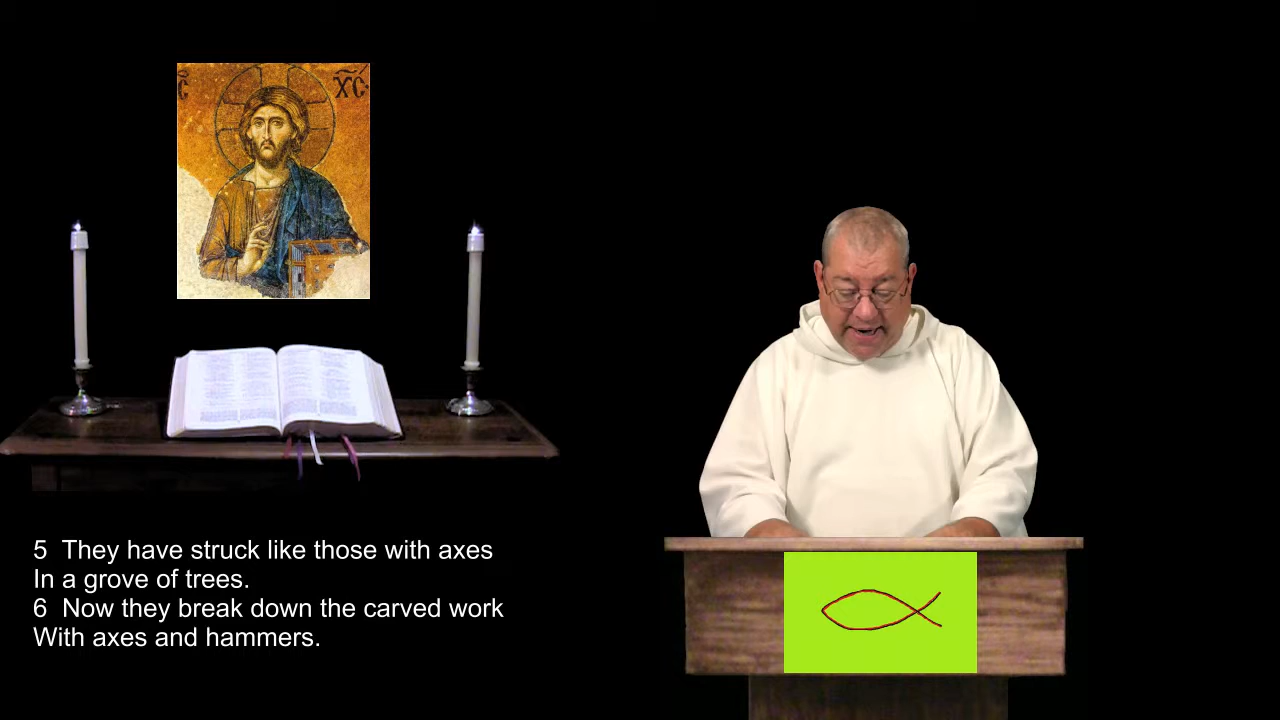 C
XC
5 They have struck like those with axes
In a grove of trees.
6 Now they break down the carved work
With axes and hammers.